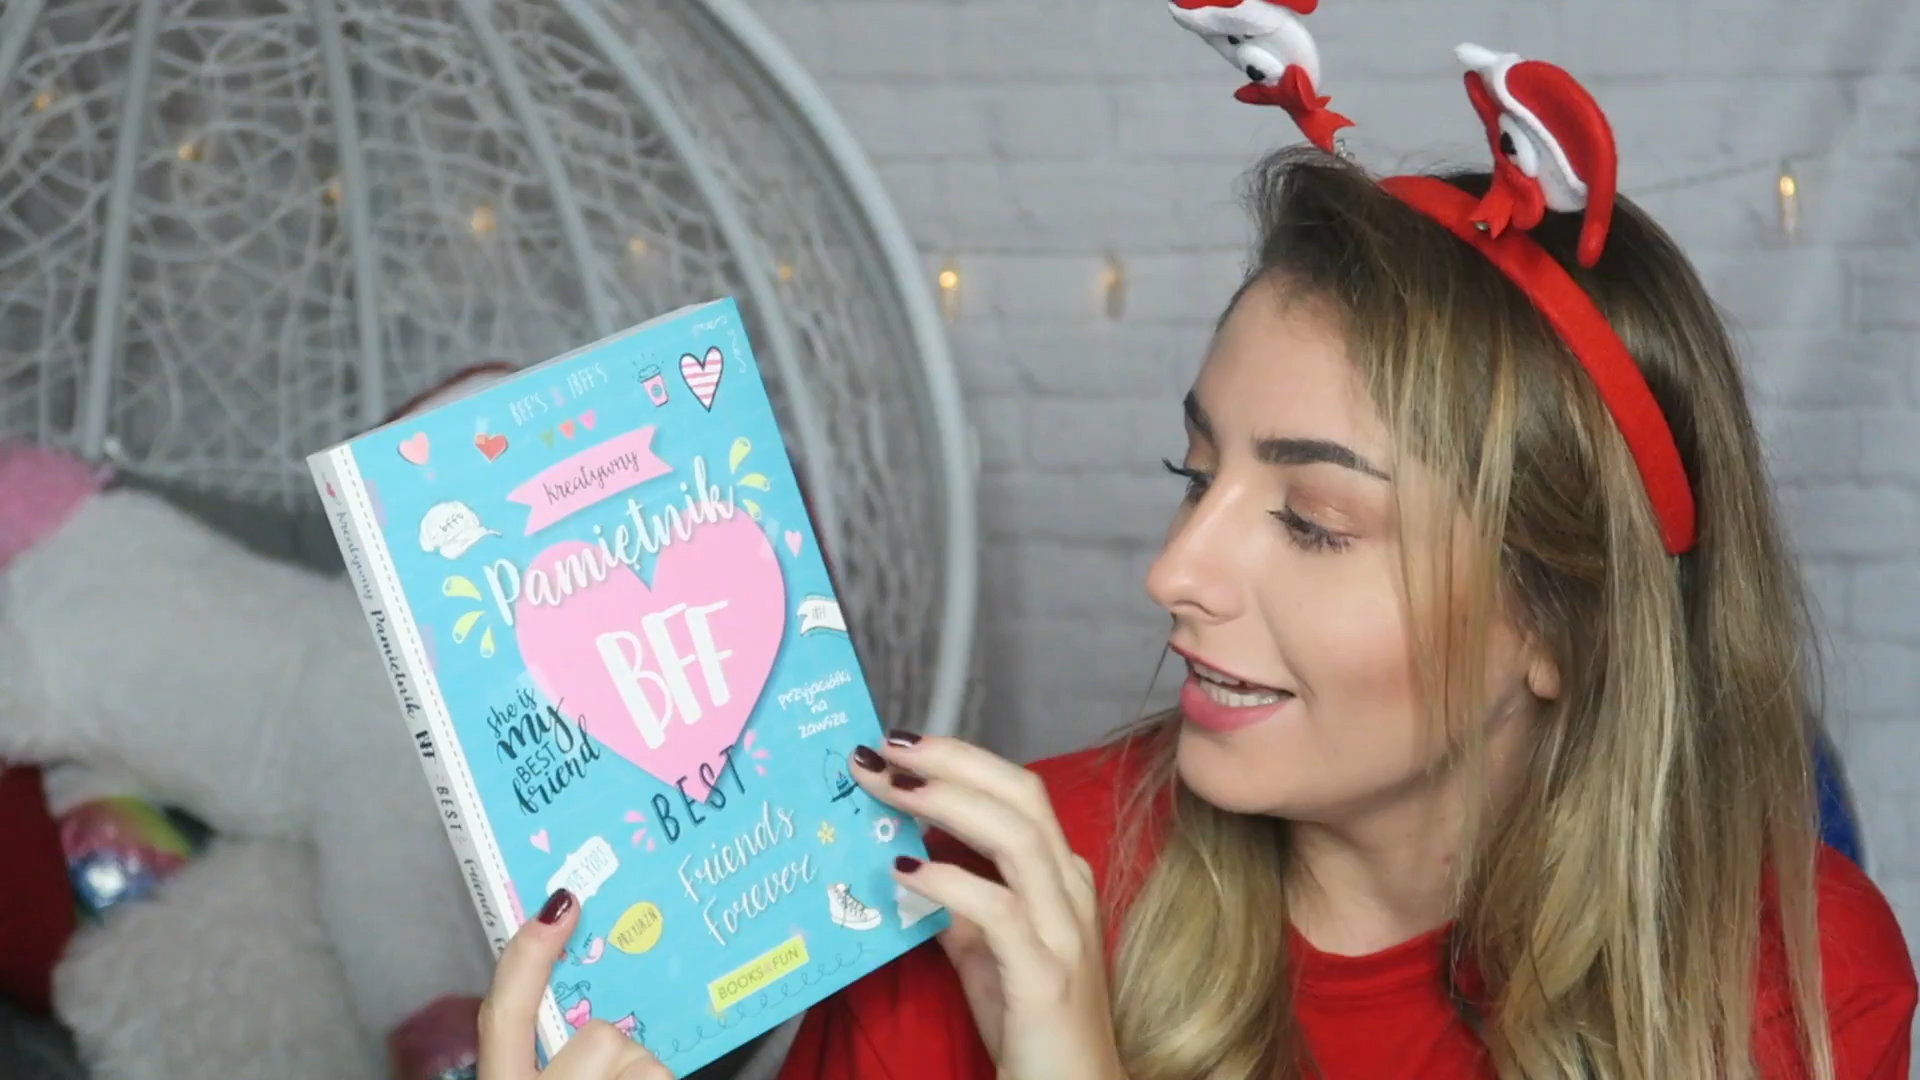 BFF'S & IBFF'S
kreatywny
Pamiętnik
BFF
she is
my
BEST
friend
przyjaciółki
na
zawsze
BEST
Friends
Forever
PRZYJAŹŃ
BOOKS&FUN
kreatywny Pamiętnik BFF BEST Friends